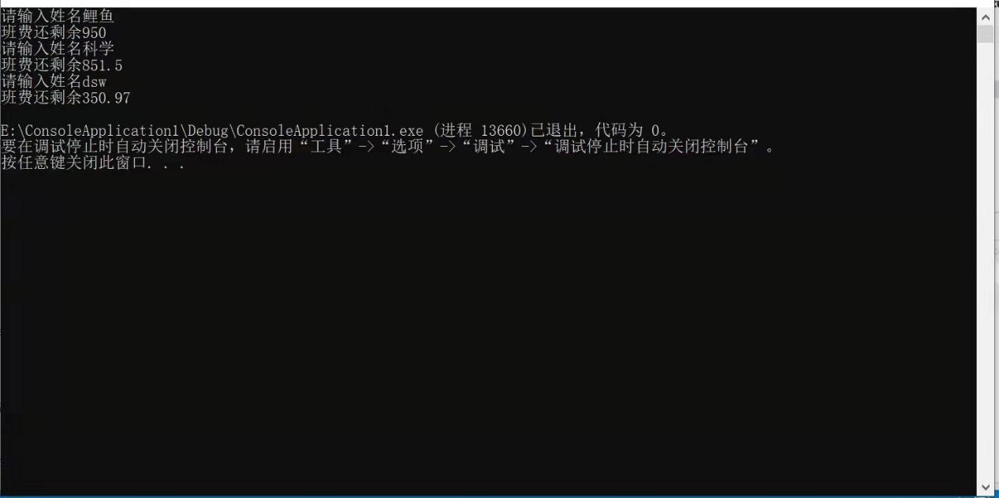 请输入姓名鲤鱼
班费还剩余950
请输入姓名科学
班费还剩余851.5
请输入姓名dsw
班费还剩余350.97
E:\ConsoleApplication1\Debug\ConsoleApplication1.exe (进程 13660)已退出，代码为 0。
要在调试停止时自动关闭控制台，请启用“工具”->“选项”->“调试”->“调试停止时自动关闭控制台”。
按任意键关闭此窗口. . .